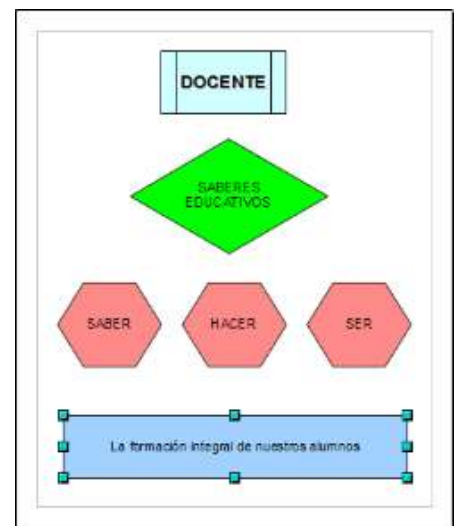 DOCENTE
SABERES
EDUCATIVOS
SABER
HACER
SER
La formación integral de nuestros alumnos